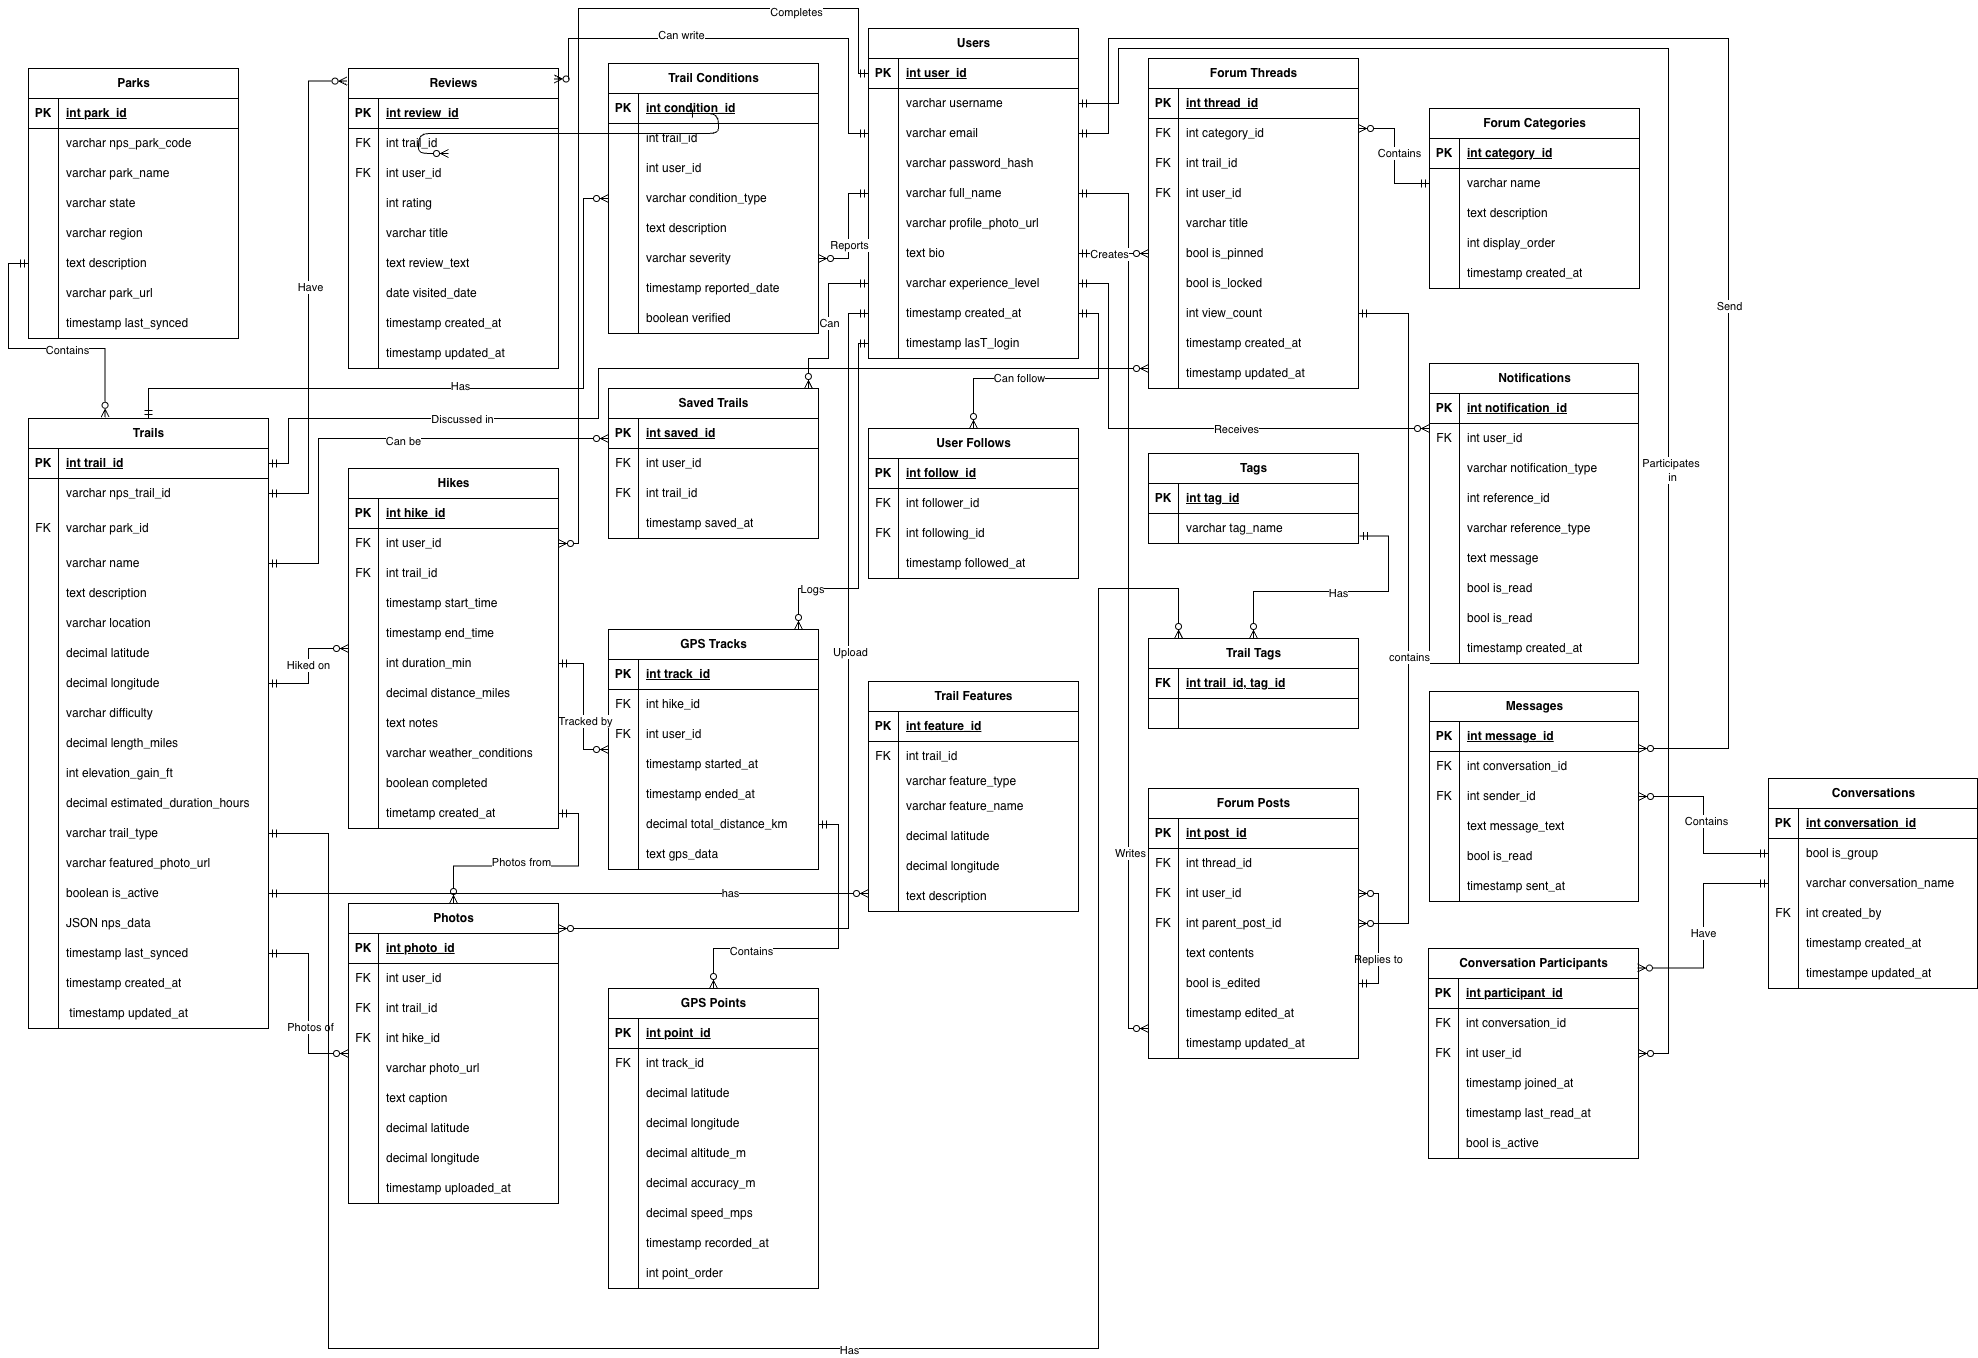 Parks
PK int park_id
varchar nps_park_code
varchar park_name
varchar state
varchar region
text description
varchar park_url
timestamp last_synced
Contains
Trails
PK int trail_id
varchar nps_trail_id
FK varchar park_id
varchar name
text description
varchar location
decimal latitude
decimal longitude
varchar difficulty
decimal length_miles
int elevation_gain_ft
decimal estimated_duration_hours
varchar trail_type
varchar featured_photo_url
boolean is_active
JSON nps_data
timestamp last_synced
timestamp created_at
timestamp updated_at
Have
Reviews
PK int review_id
FK int trail_id
FK int user_id
int rating
varchar title
text review_text
date visited_date
timestamp created_at
timestamp updated_at
Has
Discussed in
Can be
Hikes
PK int hike_id
FK int user_id
FK int trail_id
timestamp start_time
timestamp end_time
int duration_min
decimal distance_miles
text notes
varchar weather_conditions
boolean completed
timetamp created_at
Hiked on
Photos from
Photos
PK int photo_id
FK int user_id
FK int trail_id
FK int hike_id
varchar photo_url
text caption
decimal latitude
decimal longitude
timestamp uploaded_at
Photos of
Completes
Can write
Trail Conditions
PK int condition_id
int trail_id
int user_id
varchar condition_type
text description
varchar severity
timestamp reported_date
boolean verified
Reports
Can
Saved Trails
PK int saved_id
FK int user_id
FK int trail_id
timestamp saved_at
Logs
GPS Tracks
PK int track_id
FK int hike_id
FK int user_id
timestamp started_at
timestamp ended_at
decimal total_distance_km
text gps_data
Tracked by
Upload
has
Contains
GPS Points
PK int point_id
FK int track_id
decimal latitude
decimal longitude
decimal altitude_m
decimal accuracy_m
decimal speed_mps
timestamp recorded_at
int point_order
Has
Users
PK int user_id
varchar username
varchar email
varchar password_hash
varchar full_name
varchar profile_photo_url
text bio
varchar experience_level
timestamp created_at
timestamp lasT_login
Creates
Can follow
User Follows
PK int follow_id
FK int follower_id
FK int following_id
timestamp followed_at
Trail Features
PK int feature_id
FK int trail_id
varchar feature_type
varchar feature_name
decimal latitude
decimal longitude
text description
Forum Threads
PK int thread_id
FK int category_id
FK int trail_id
FK int user_id
varchar title
bool is_pinned
bool is_locked
int view_count
timestamp created_at
timestamp updated_at
Contains
Receives
Tags
PK int tag_id
varchar tag_name
Has
Trail Tags
FK int trail_id, tag_id
contains
Writes
Forum Posts
PK int post_id
FK int thread_id
FK int user_id
FK int parent_post_id
text contents
bool is_edited
timestamp edited_at
timestamp updated_at
Replies to
Forum Categories
PK int category_id
varchar name
text description
int display_order
timestamp created_at
Notifications
PK int notification_id
FK int user_id
varchar notification_type
int reference_id
varchar reference_type
text message
bool is_read
bool is_read
timestamp created_at
Send
Participates
in
Messages
PK int message_id
FK int conversation_id
FK int sender_id
text message_text
bool is_read
timestamp sent_at
Contains
Conversations
PK int conversation_id
bool is_group
varchar conversation_name
FK int created_by
timestamp created_at
timestampe updated_at
Have
Conversation Participants
PK int participant_id
FK int conversation_id
FK int user_id
timestamp joined_at
timestamp last_read_at
bool is_active